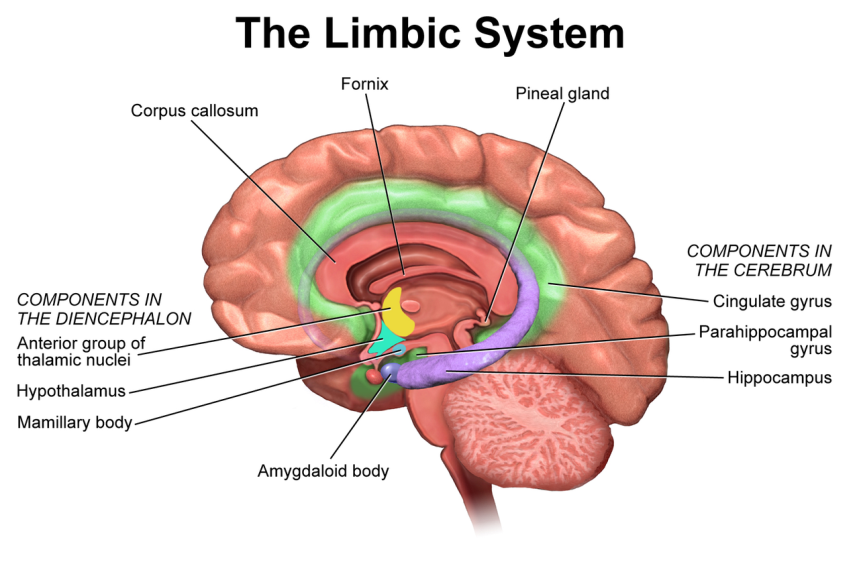 The Limbic System
Fornix
Pineal gland
Corpus callosum
COMPONENTS IN
THE CEREBRUM
Cingulate gyrus
Parahippocampal
gyrus
Hippocampus
COMPONENTS IN
THE DIENCEPHALON
Anterior group of
thalamic nuclei
Hypothalamus
Mamillary body
Amygdaloid body